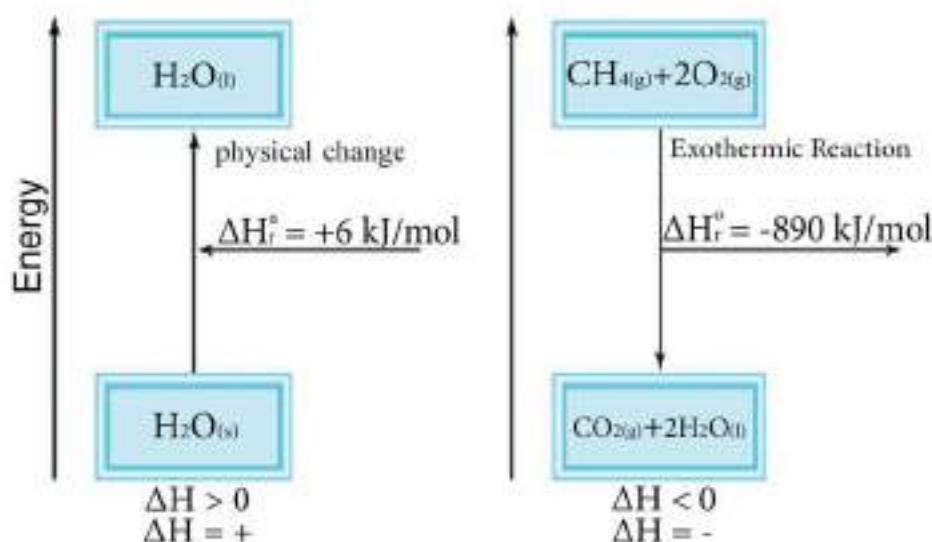 Energy
H₂O(l)
physical change
ΔH°r = +6 kJ/mol
H₂O(s)
ΔH > 0
ΔH = +
CH₄(g)+2O₂(g)
Exothermic Reaction
ΔH°r = -890 kJ/mol
CO₂(g)+2H₂O(l)
ΔH < 0
ΔH = -